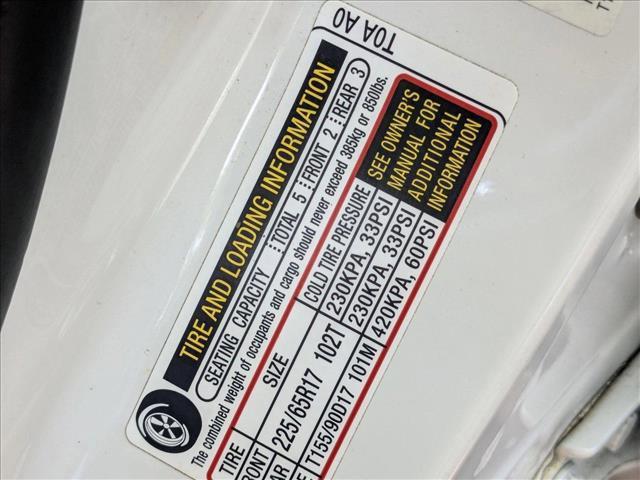 T0A A0
TIRE AND LOADING INFORMATION
SEATING CAPACITY TOTAL 5 FRONT 2 REAR 3
The combined weight of occupants and cargo should never exceed 385kg or 850lbs.
TIRE SIZE COLD TIRE PRESSURE
RONT 225/65R17 102T 230KPA, 33PSI
AR 230KPA, 33PSI
E T155/90D17 101M 420KPA, 60PSI
SEE OWNER'S
MANUAL FOR
ADDITIONAL
INFORMATION